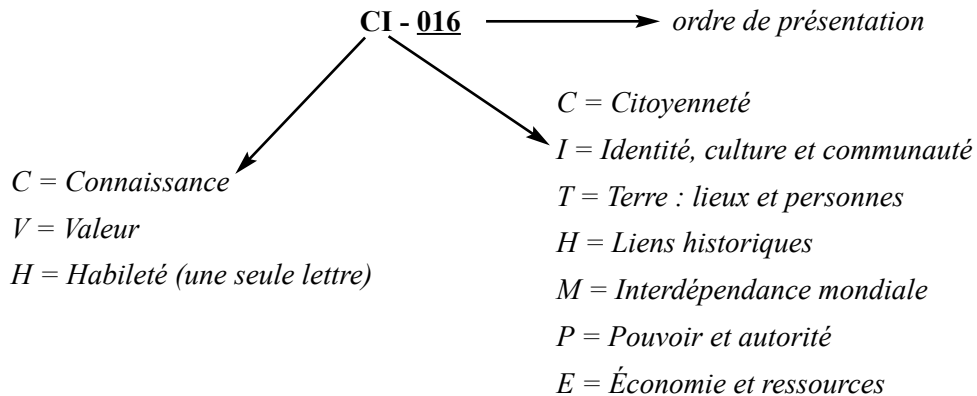 CI - 016
ordre de présentation
C = Connaissance
V = Valeur
H = Habileté (une seule lettre)
C = Citoyenneté
I = Identité, culture et communauté
T = Terre : lieux et personnes
H = Liens historiques
M = Interdépendance mondiale
P = Pouvoir et autorité
E = Économie et ressources